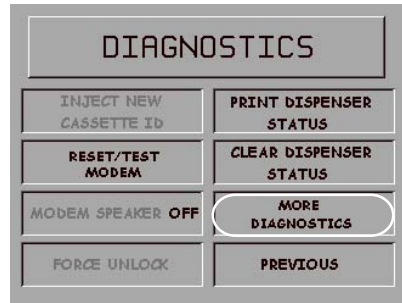 DIAGNOSTICS
INJECT NEW
CASSETTE ID
PRINT DISPENSER
STATUS
RESET/TEST
MODEM
CLEAR DISPENSER
STATUS
MODEM SPEAKER OFF
MORE
DIAGNOSTICS
FORCE UNLOCK
PREVIOUS